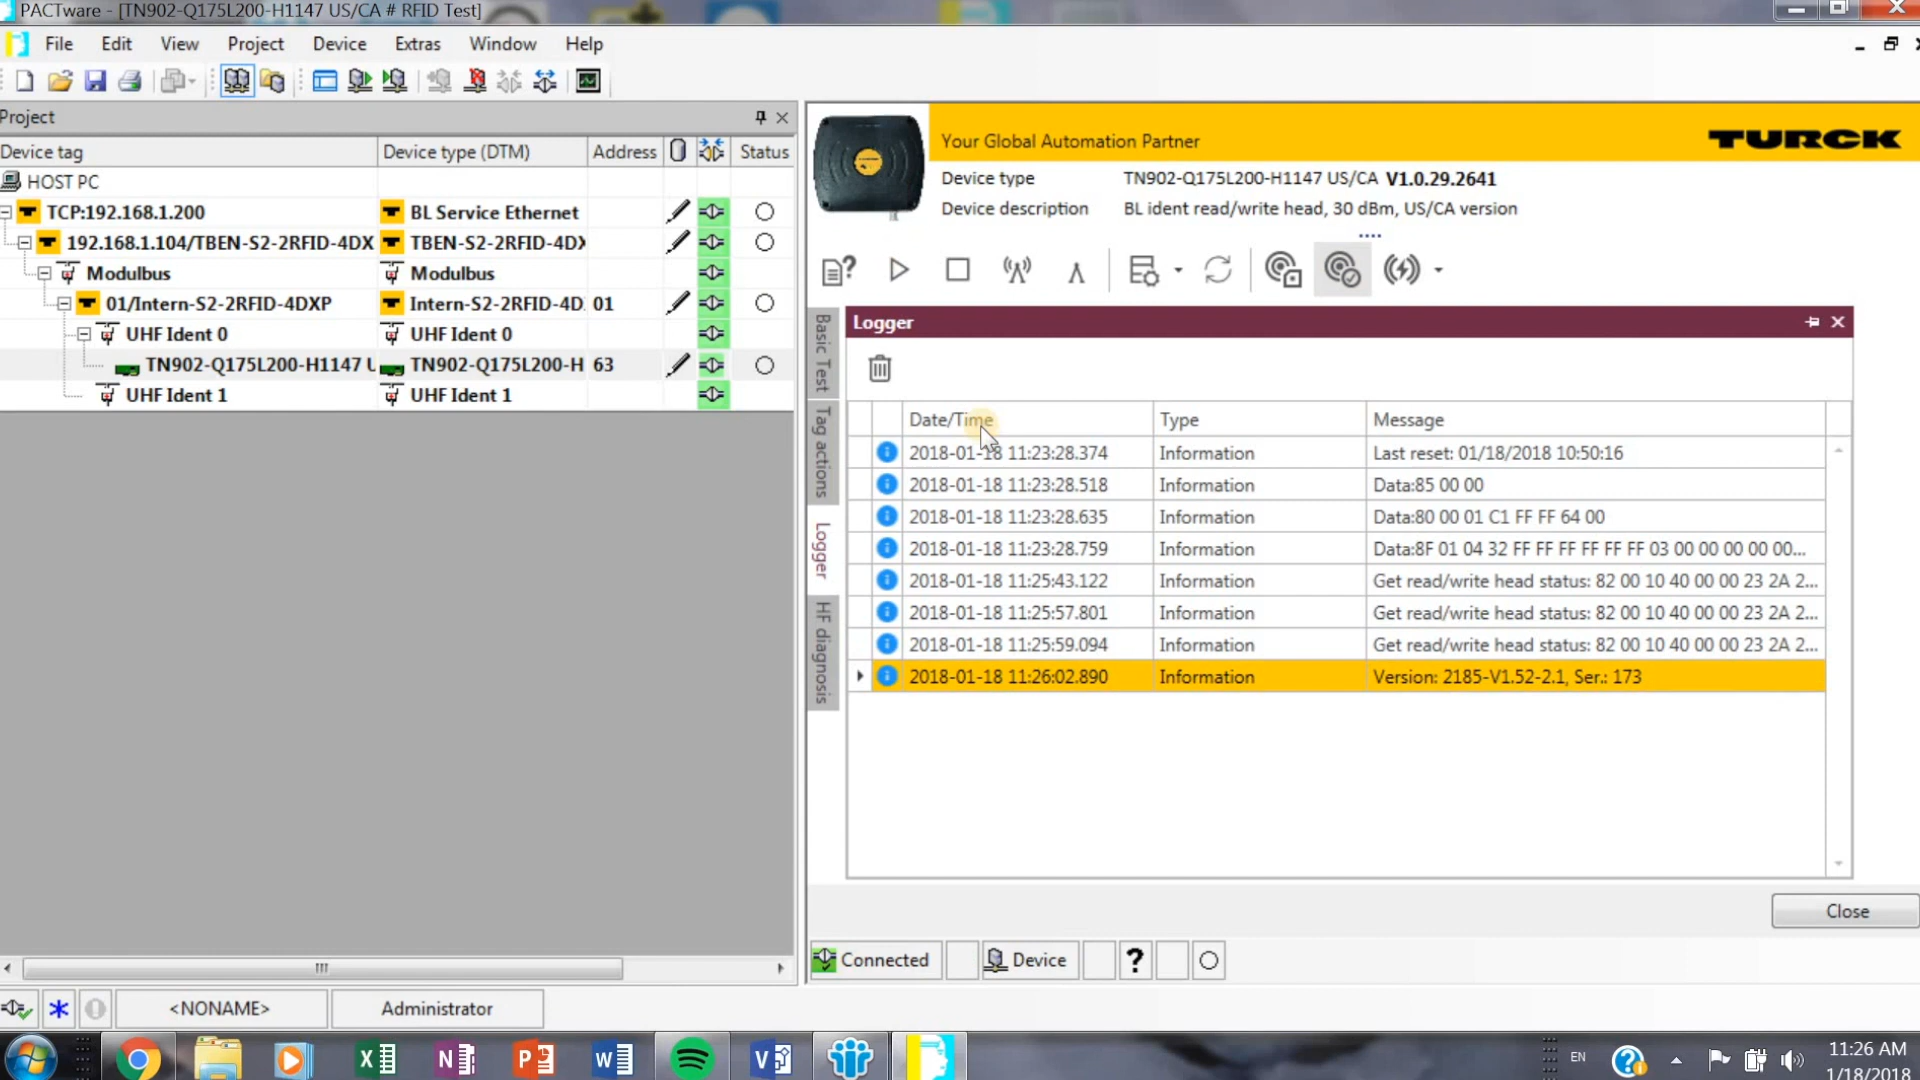 PACTware - [TN902-Q175L200-H1147 US/CA # RFID Test]
File Edit View Project Device Extras Window Help
Project
Device tag Device type (DTM) Address Status
HOST PC
TCP:192.168.1.200 BL Service Ethernet
192.168.1.104/TBEN-S2-2RFID-4DX TBEN-S2-2RFID-4DX
Modulbus Modulbus
01/Intern-S2-2RFID-4DXP Intern-S2-2RFID-4D 01
UHF Ident 0 UHF Ident 0
TN902-Q175L200-H1147 U TN902-Q175L200-H 63
UHF Ident 1 UHF Ident 1
Your Global Automation Partner TURCK
Device type TN902-Q175L200-H1147 US/CA V1.0.29.2641
Device description BL ident read/write head, 30 dBm, US/CA version
Basic Test
Tag actions
Logger
HF diagnosis
Logger
Date/Time Type Message
2018-01-18 11:23:28.374 Information Last reset: 01/18/2018 10:50:16
2018-01-18 11:23:28.518 Information Data:85 00 00
2018-01-18 11:23:28.635 Information Data:80 00 01 C1 FF FF 64 00
2018-01-18 11:23:28.759 Information Data:8F 01 04 32 FF FF FF FF FF FF 03 00 00 00 00 00...
2018-01-18 11:25:43.122 Information Get read/write head status: 82 00 10 40 00 00 23 2A 2...
2018-01-18 11:25:57.801 Information Get read/write head status: 82 00 10 40 00 00 23 2A 2...
2018-01-18 11:25:59.094 Information Get read/write head status: 82 00 10 40 00 00 23 2A 2...
2018-01-18 11:26:02.890 Information Version: 2185-V1.52-2.1, Ser.: 173
Close
Connected Device ?
<NONAME> Administrator
EN
11:26 AM
1/18/2018